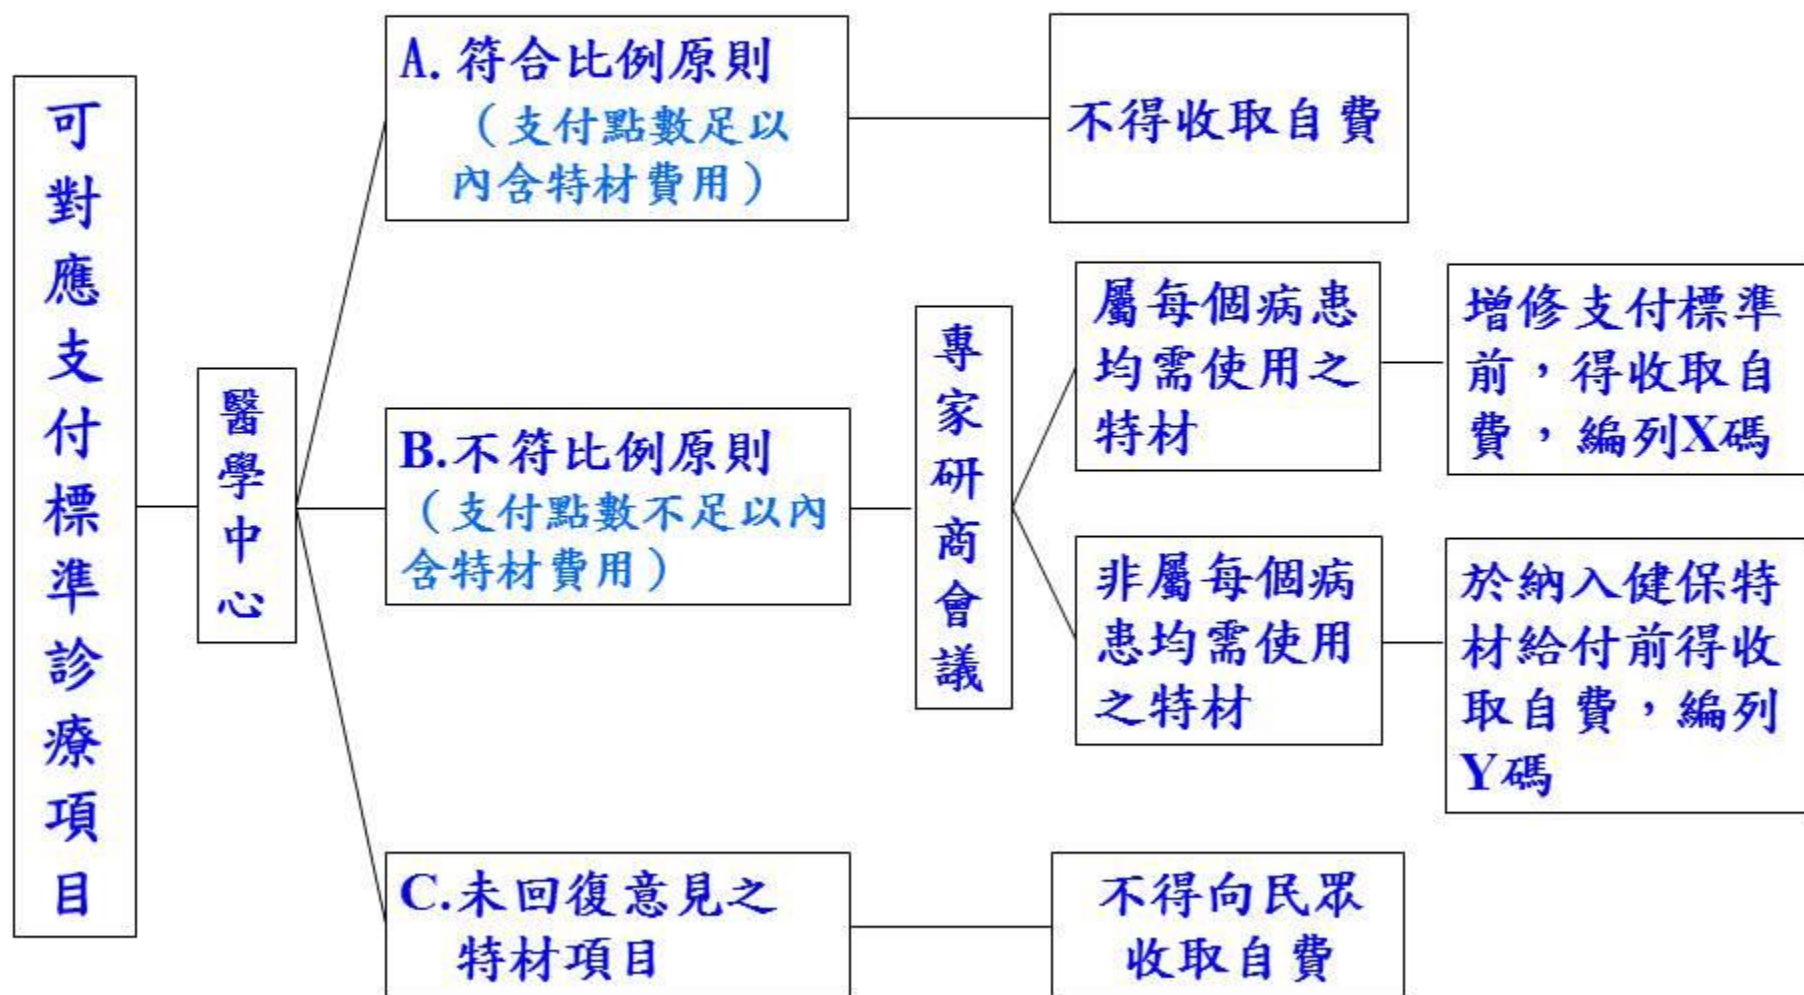 可對應支付標準診療項目
醫學中心
A. 符合比例原則
（支付點數足以
內含特材費用）
不得收取自費
B.不符比例原則
（支付點數不足以內
含特材費用）
專家研商會議
屬每個病患
均需使用之
特材
增修支付標準
前，得收取自
費，編列X碼
非屬每個病
患均需使用
之特材
於納入健保特
材給付前得收
取自費，編列
Y碼
C.未回復意見之
特材項目
不得向民眾
收取自費